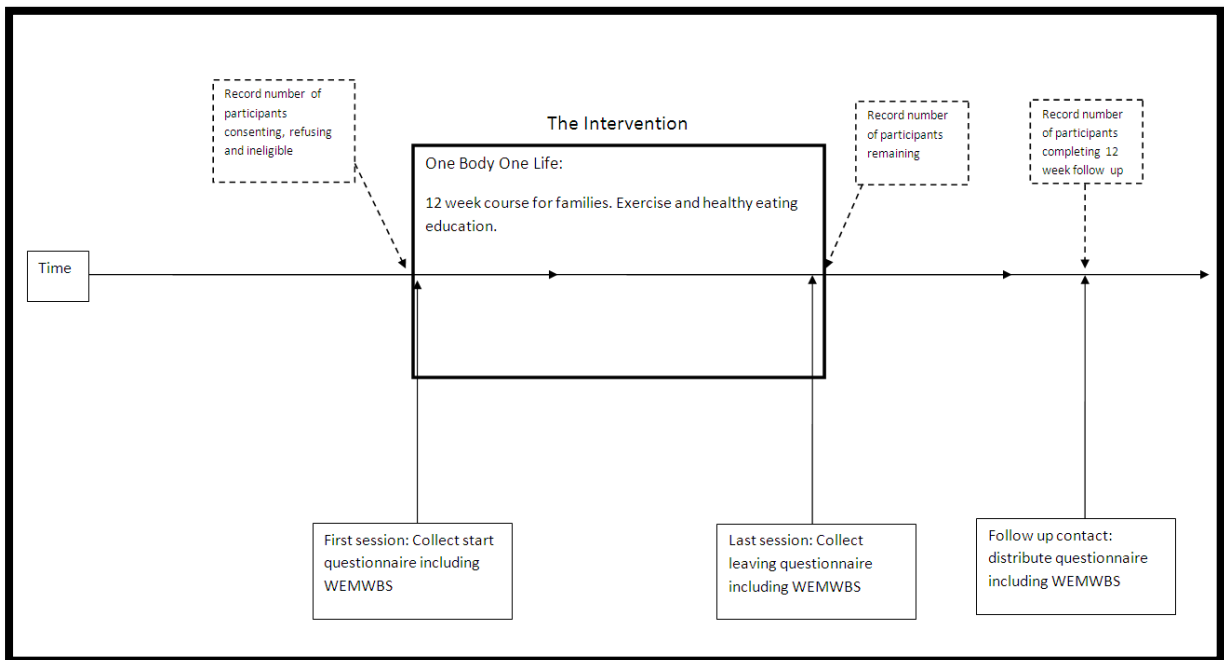 Record number of
participants
consenting, refusing
and ineligible
The Intervention
Record number
of participants
remaining
Record number
of participants
completing 12
week follow up
One Body One Life:
12 week course for families. Exercise and healthy eating
education.
Time
First session: Collect start
questionnaire including
WEMWBS
Last session: Collect
leaving questionnaire
including WEMWBS
Follow up contact:
distribute questionnaire
including WEMWBS